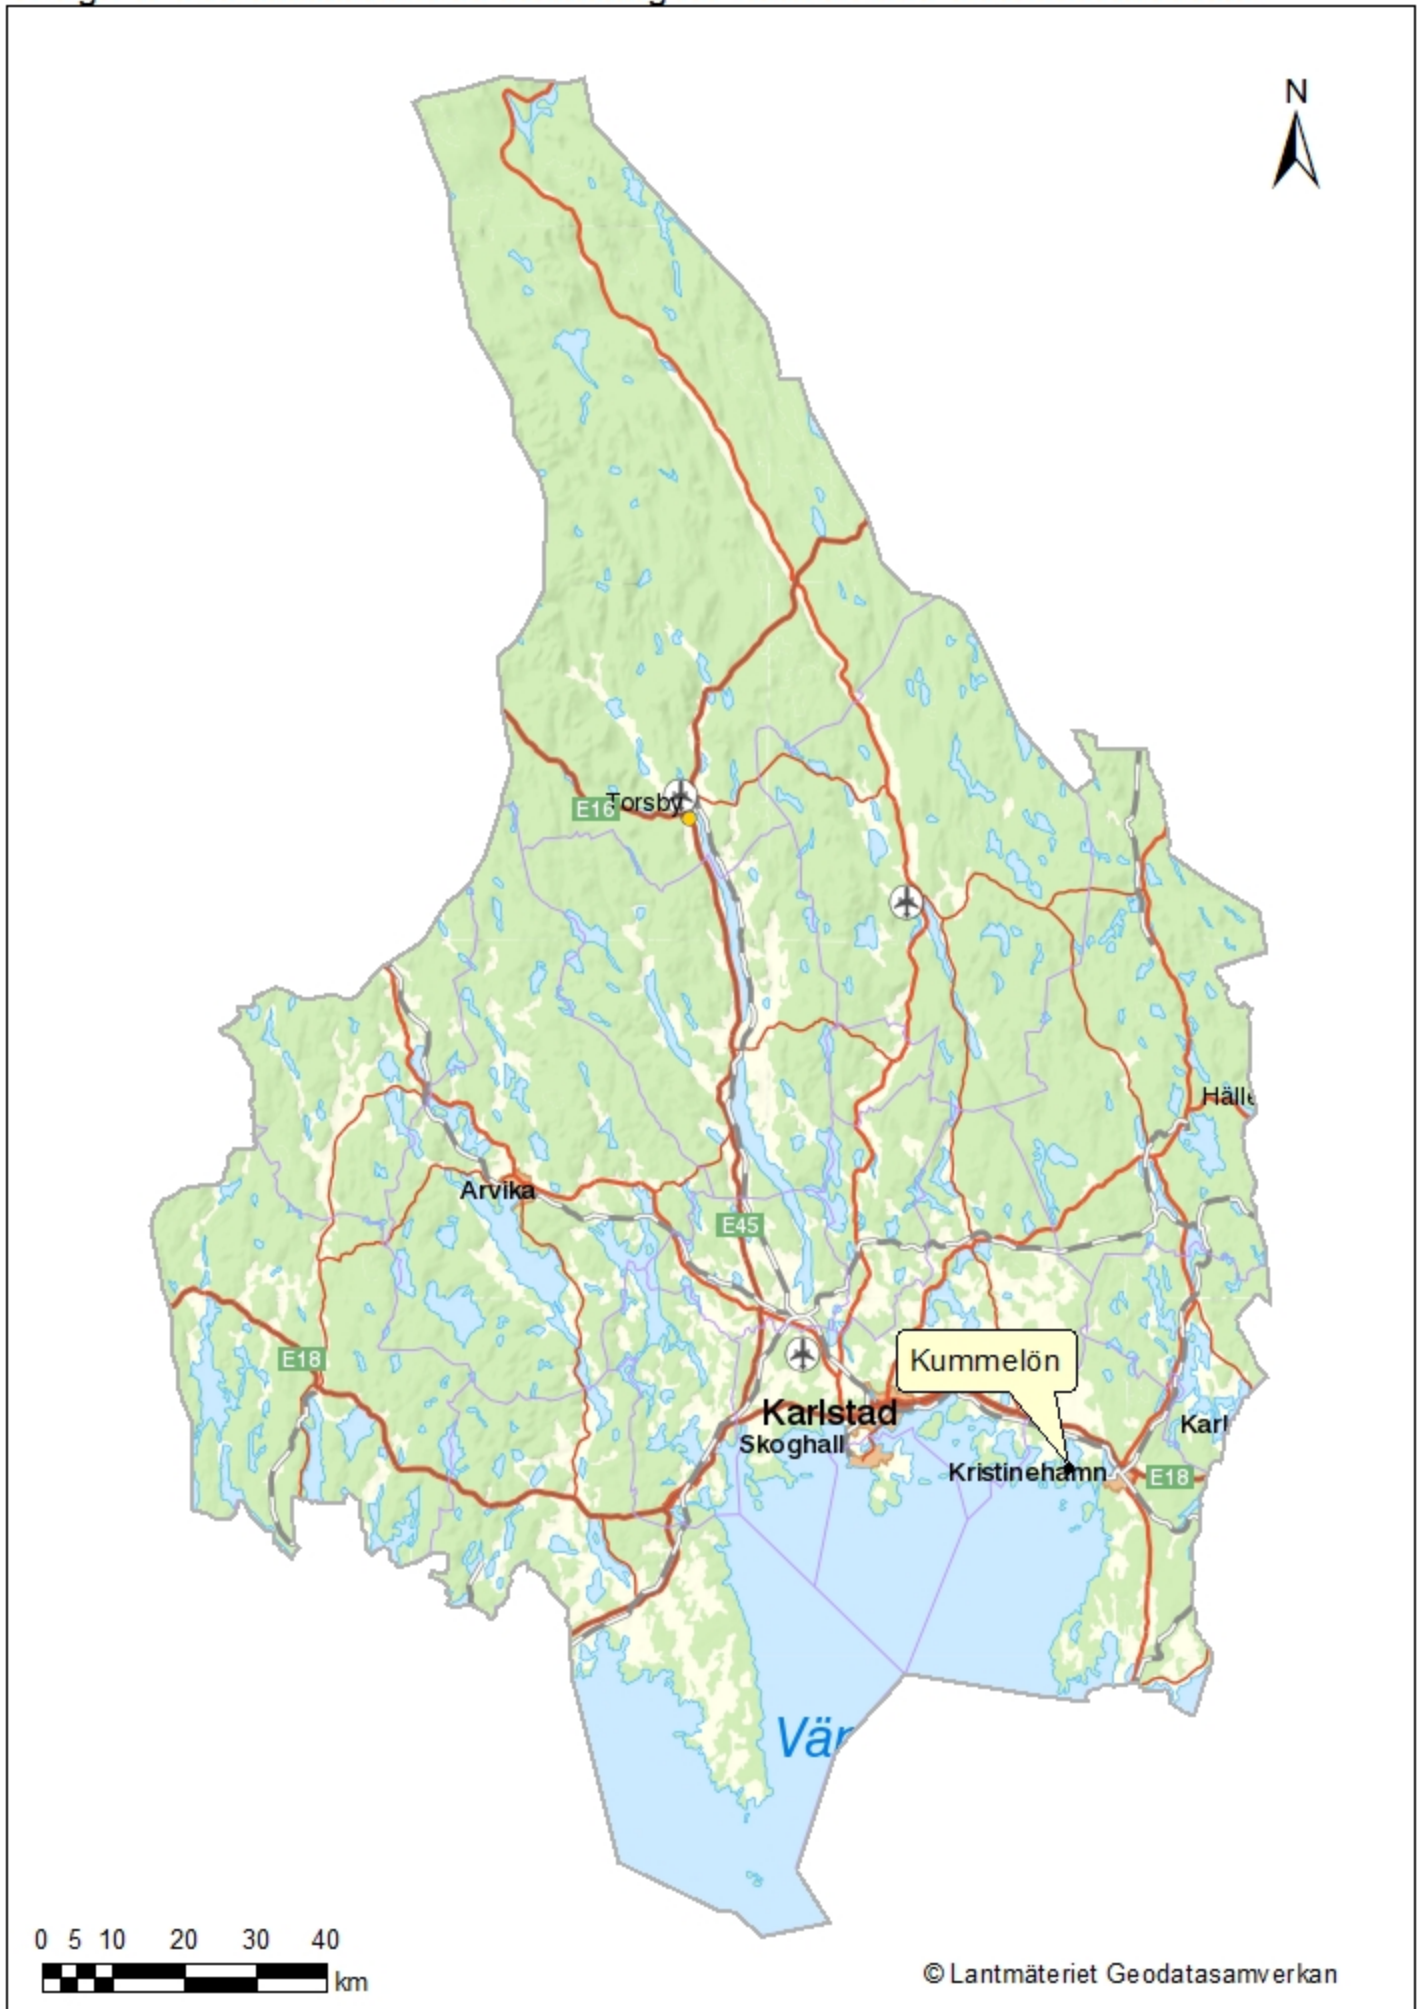 N
Torsby
E16
Hälle
Arvika
E45
Kummelön
E18
Karlstad
Karl
Skoghall
Kristinehamn
E18
Vän
0 5 10 20 30 40
km
© Lantmäteriet Geodatasamverkan